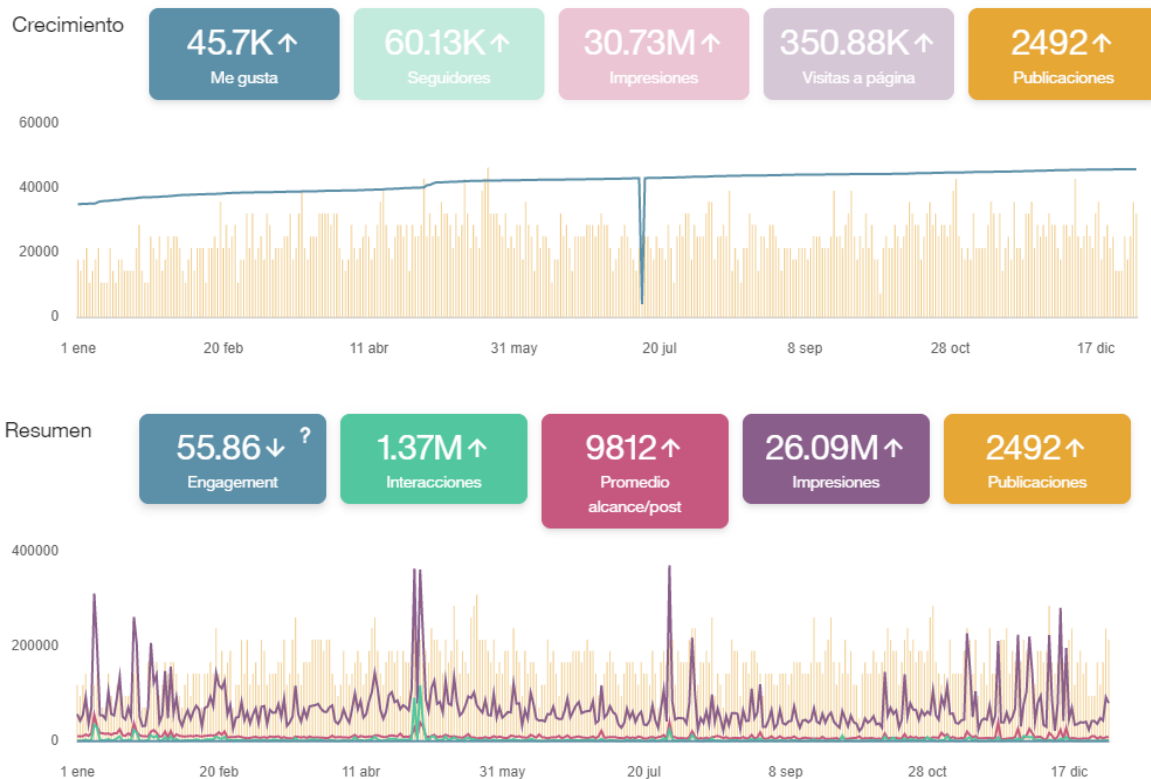 Crecimiento
45.7K↑
Me gusta
60.13K↑
Seguidores
30.73M↑
Impresiones
350.88K↑
Visitas a página
2492↑
Publicaciones
60000
40000
20000
0
1 ene 20 feb 11 abr 31 may 20 jul 8 sep 28 oct 17 dic
Resumen
55.86↓ ?
Engagement
1.37M↑
Interacciones
9812↑
Promedio
alcance/post
26.09M↑
Impresiones
2492↑
Publicaciones
400000
200000
0
1 ene 20 feb 11 abr 31 may 20 jul 8 sep 28 oct 17 dic